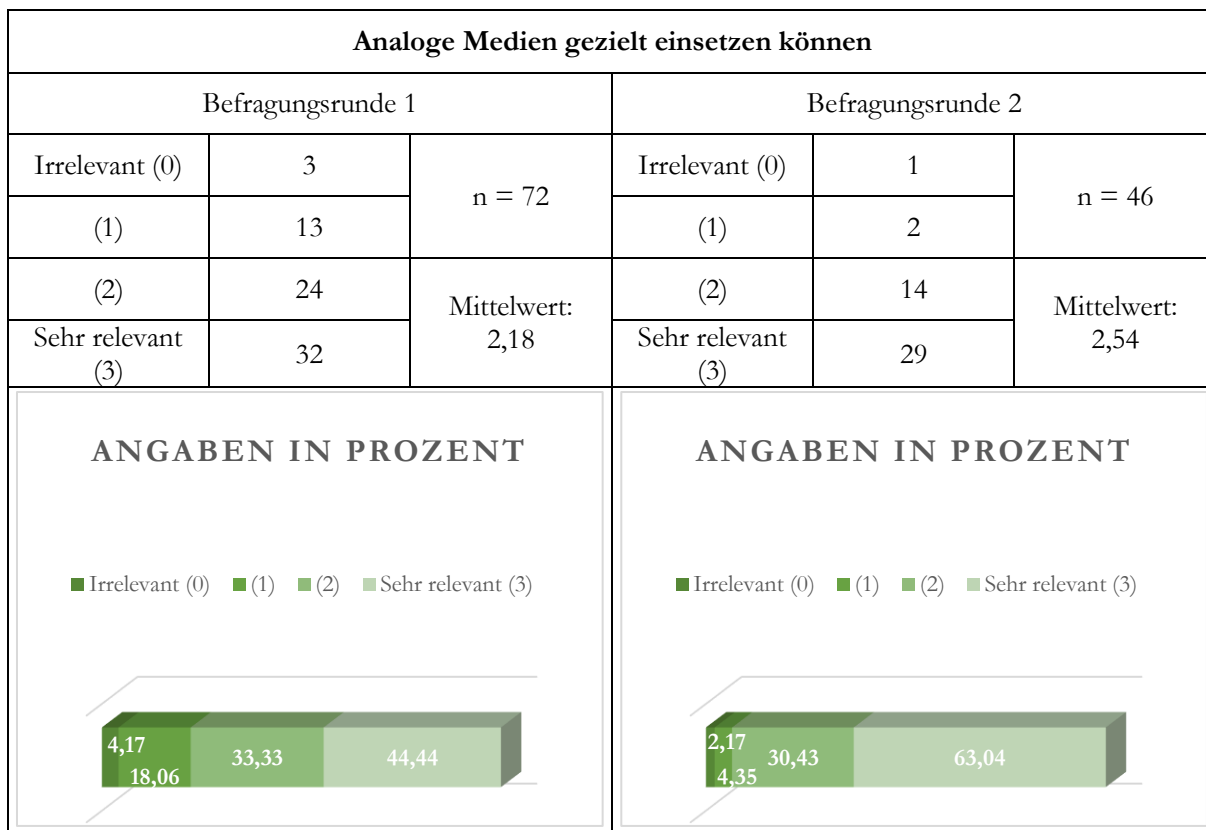 Analoge Medien gezielt einsetzen können
Befragungsrunde 1
Befragungsrunde 2
Irrelevant (0)
3
n = 72
Irrelevant (0)
1
n = 46
(1)
13
(1)
2
(2)
24
Mittelwert:
2,18
(2)
14
Mittelwert:
2,54
Sehr relevant
(3)
32
Sehr relevant
(3)
29
ANGABEN IN PROZENT
Irrelevant (0) (1) (2) Sehr relevant (3)
4,17
18,06
33,33
44,44
ANGABEN IN PROZENT
Irrelevant (0) (1) (2) Sehr relevant (3)
2,17
4,35
30,43
63,04